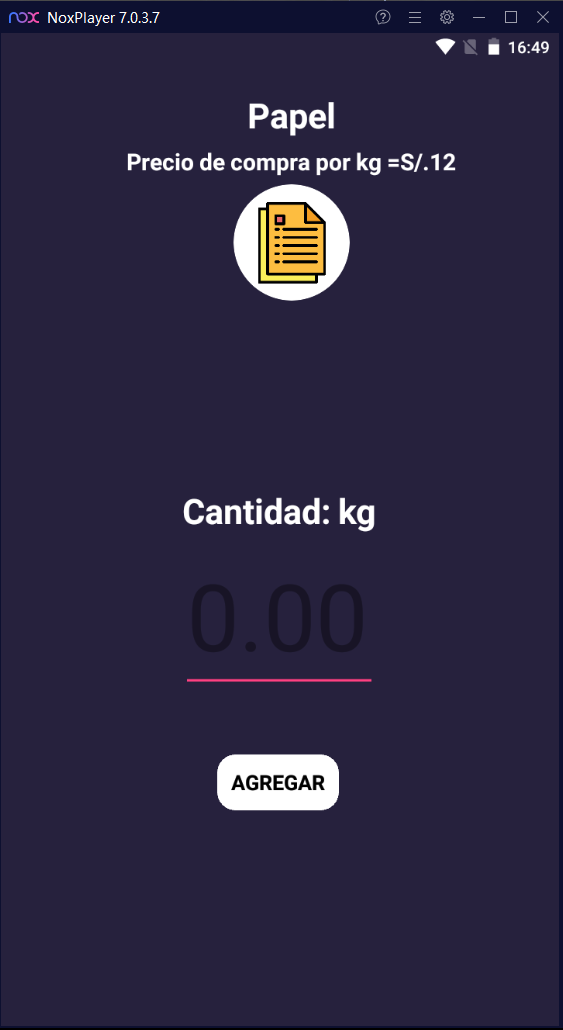 nox NoxPlayer 7.0.3.7
16:49
Papel
Precio de compra por kg =S/.12
Cantidad: kg
0.00
AGREGAR